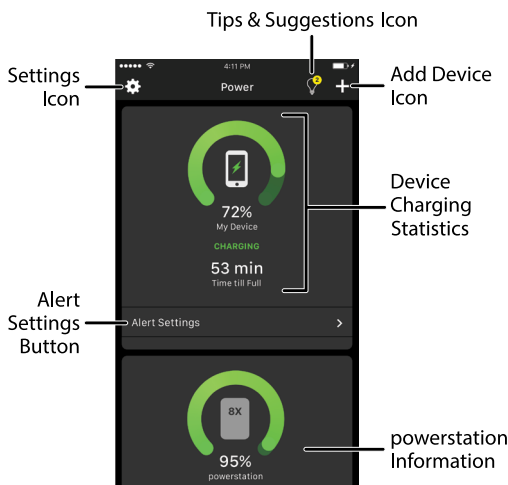 Tips & Suggestions Icon
Settings
Icon
4:11 PM
Power
2
Add Device
Icon
72%
My Device
CHARGING
53 min
Time till Full
Device
Charging
Statistics
Alert
Settings
Button
Alert Settings
8X
95%
powerstation
powerstation
Information